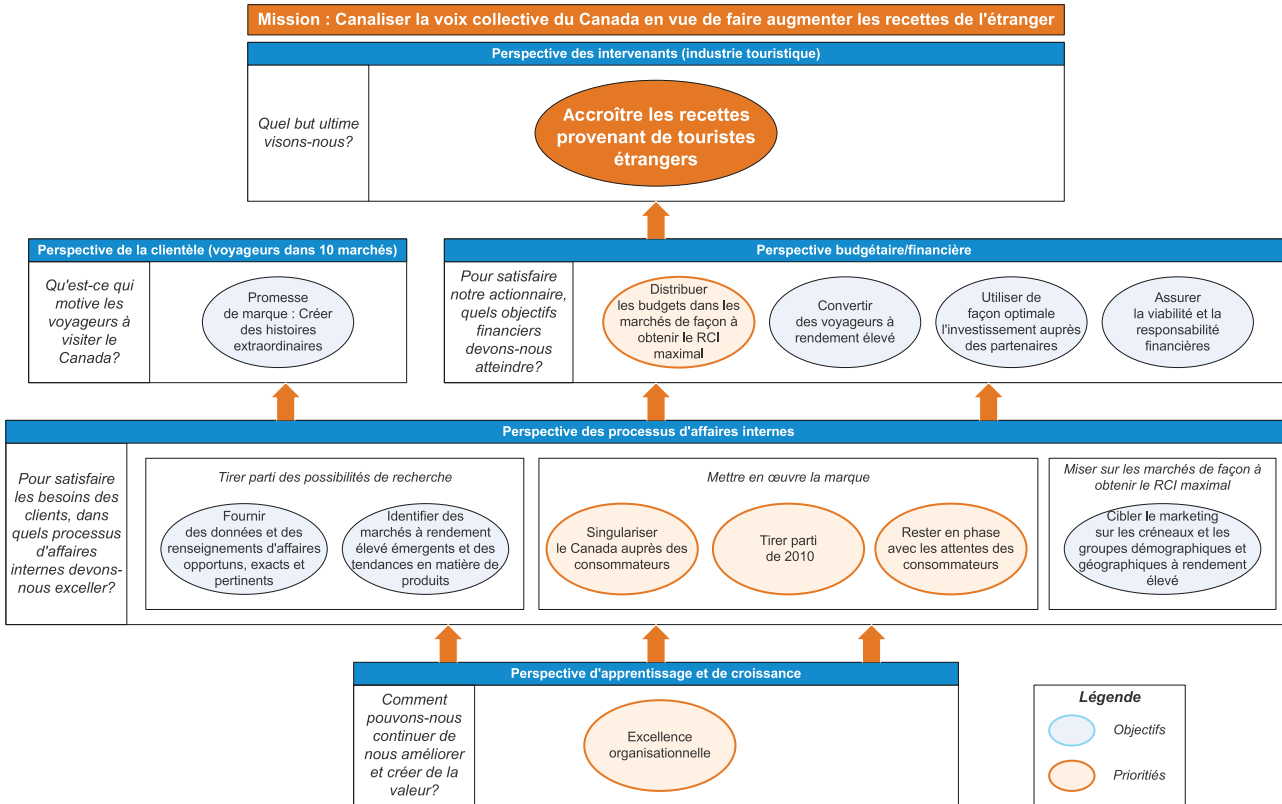 Mission : Canaliser la voix collective du Canada en vue de faire augmenter les recettes de l'étranger
Perspective des intervenants (industrie touristique)
Quel but ultime
visons-nous?
Accroître les recettes
provenant de touristes
étrangers
Perspective de la clientèle (voyageurs dans 10 marchés)
Qu'est-ce qui
motive les
voyageurs à
visiter le
Canada?
Promesse
de marque : Créer
des histoires
extraordinaires
Perspective budgétaire/financière
Pour satisfaire
notre actionnaire,
quels objectifs
financiers
devons-nous
atteindre?
Distribuer
les budgets dans les
marchés de façon à
obtenir le RCI
maximal
Convertir
des voyageurs à
rendement élevé
Utiliser de
façon optimale
l'investissement auprès
des partenaires
Assurer
la viabilité et la
responsabilité
financières
Perspective des processus d'affaires internes
Pour satisfaire
les besoins des
clients, dans
quels processus
d'affaires
internes devons-
nous exceller?
Tirer parti des possibilités de recherche
Fournir
des données et des
renseignements d'affaires
opportuns, exacts et
pertinents
Identifier des
marchés à rendement
élevé émergents et des
tendances en matière de
produits
Mettre en œuvre la marque
Singulariser
le Canada auprès des
consommateurs
Tirer parti
de 2010
Rester en phase
avec les attentes des
consommateurs
Miser sur les marchés de façon à
obtenir le RCI maximal
Cibler le marketing
sur les créneaux et les
groupes démographiques et
géographiques à rendement
élevé
Perspective d'apprentissage et de croissance
Comment
pouvons-nous
continuer de
nous améliorer
et créer de la
valeur?
Excellence
organisationnelle
Légende
Objectifs
Prioritiés